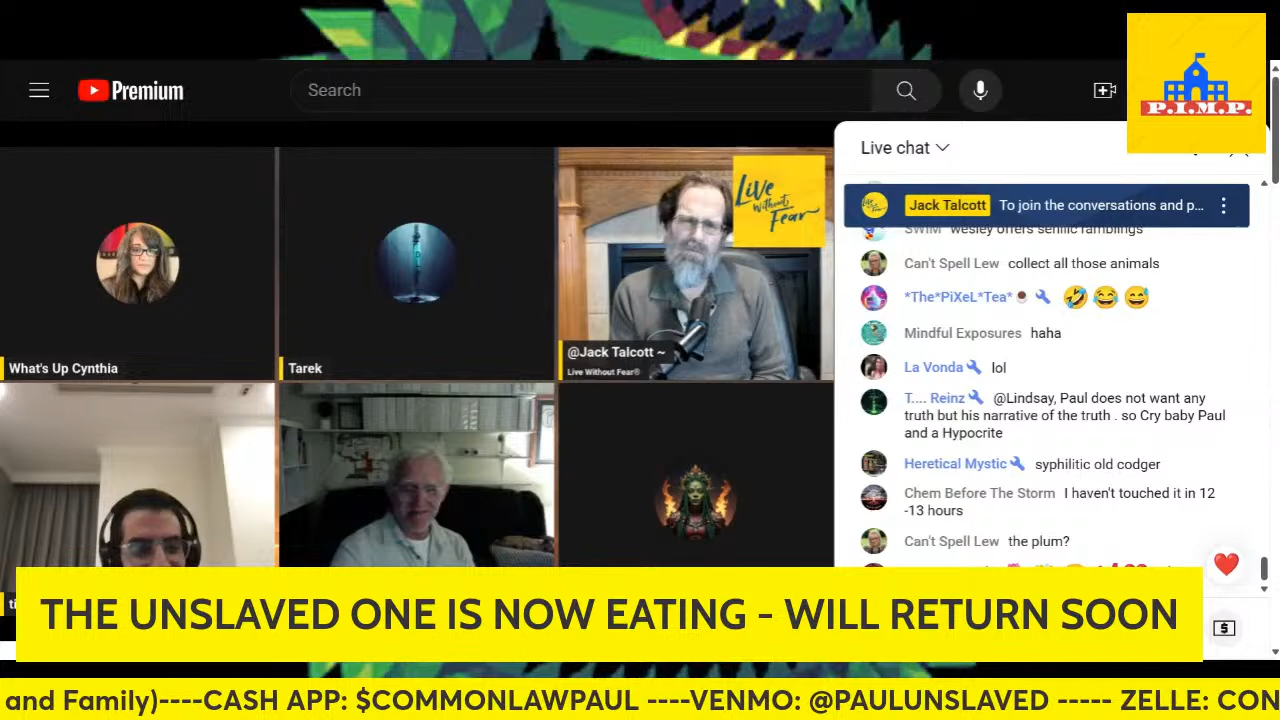 Premium
Search
P.I.M.P.
Live chat
Live
Without
Fear
Jack Talcott To join the conversations and p...
SWIM wesley offers senilic ramblings
Can't Spell Lew collect all those animals
*The*PiXeL*Tea* 🤣😂😅
Mindful Exposures haha
La Vonda lol
T.... Reinz @Lindsay, Paul does not want any
truth but his narrative of the truth . so Cry baby Paul
and a Hypocrite
Heretical Mystic syphilitic old codger
Chem Before The Storm I haven't touched it in 12
-13 hours
Can't Spell Lew the plum?
What's Up Cynthia
Tarek
@Jack Talcott ~
Live Without Fear®
THE UNSLAVED ONE IS NOW EATING - WILL RETURN SOON
and Family)----CASH APP: $COMMONLAWPAUL ----VENMO: @PAULUNSLAVED ----- ZELLE: CON